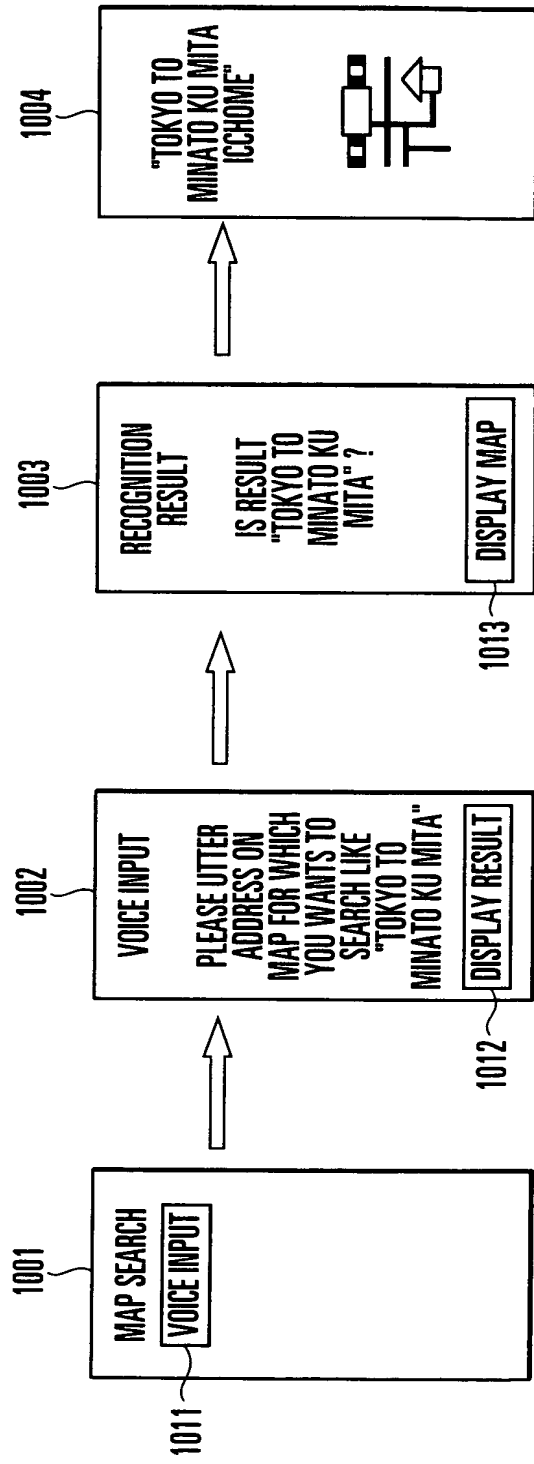 1001
MAP SEARCH
VOICE INPUT
1011
1002
VOICE INPUT
PLEASE UTTER
ADDRESS ON
MAP FOR WHICH
YOU WANTS TO
SEARCH LIKE
"TOKYO TO
MINATO KU MITA"
DISPLAY RESULT
1012
1003
RECOGNITION
RESULT
IS RESULT
"TOKYO TO
MINATO KU
MITA" ?
DISPLAY MAP
1013
1004
"TOKYO TO
MINATO KU MITA
ICCHOME"